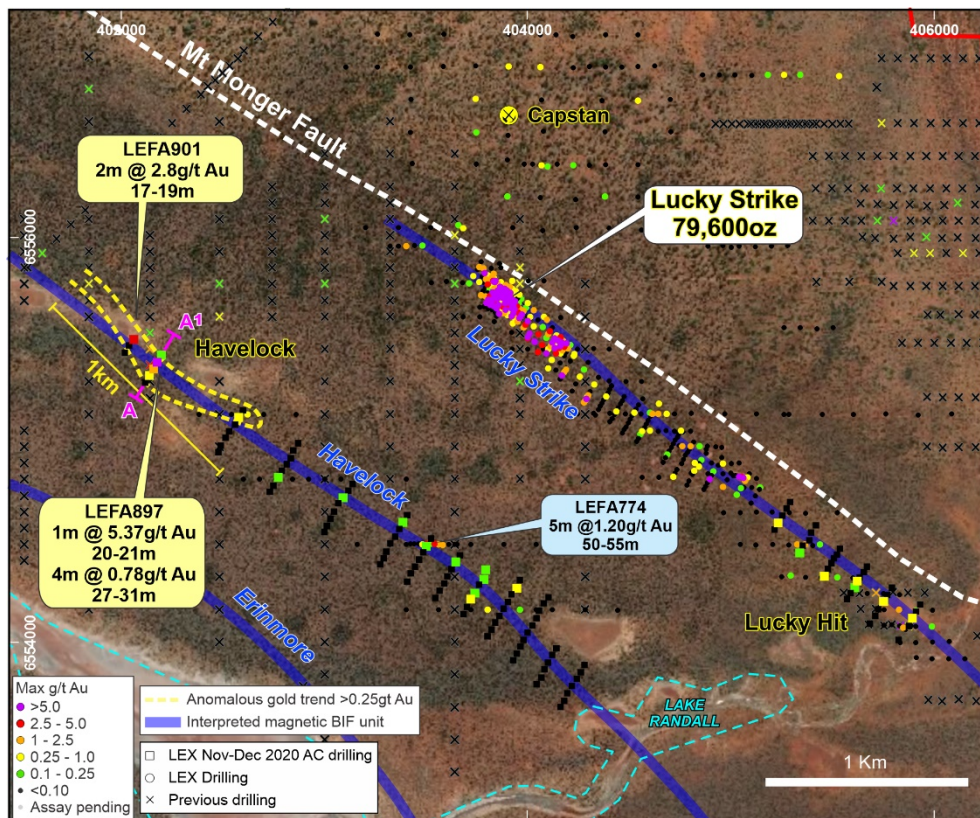 402000
404000
406000
Mt Monger Fault
Capstan
LEFA901
2m @ 2.8g/t Au
17-19m
Lucky Strike
79,600oz
6556000
A1
Havelock
1km
A
Lucky Strike
Havelock
LEFA897
1m @ 5.37g/t Au
20-21m
4m @ 0.78g/t Au
27-31m
LEFA774
5m @1.20g/t Au
50-55m
Erinmore
Lucky Hit
6554000
LAKE
RANDALL
Max g/t Au
>5.0
2.5 - 5.0
1 - 2.5
0.25 - 1.0
0.1 - 0.25
<0.10
Assay pending
Anomalous gold trend >0.25gt Au
Interpreted magnetic BIF unit
LEX Nov-Dec 2020 AC drilling
LEX Drilling
Previous drilling
1 Km